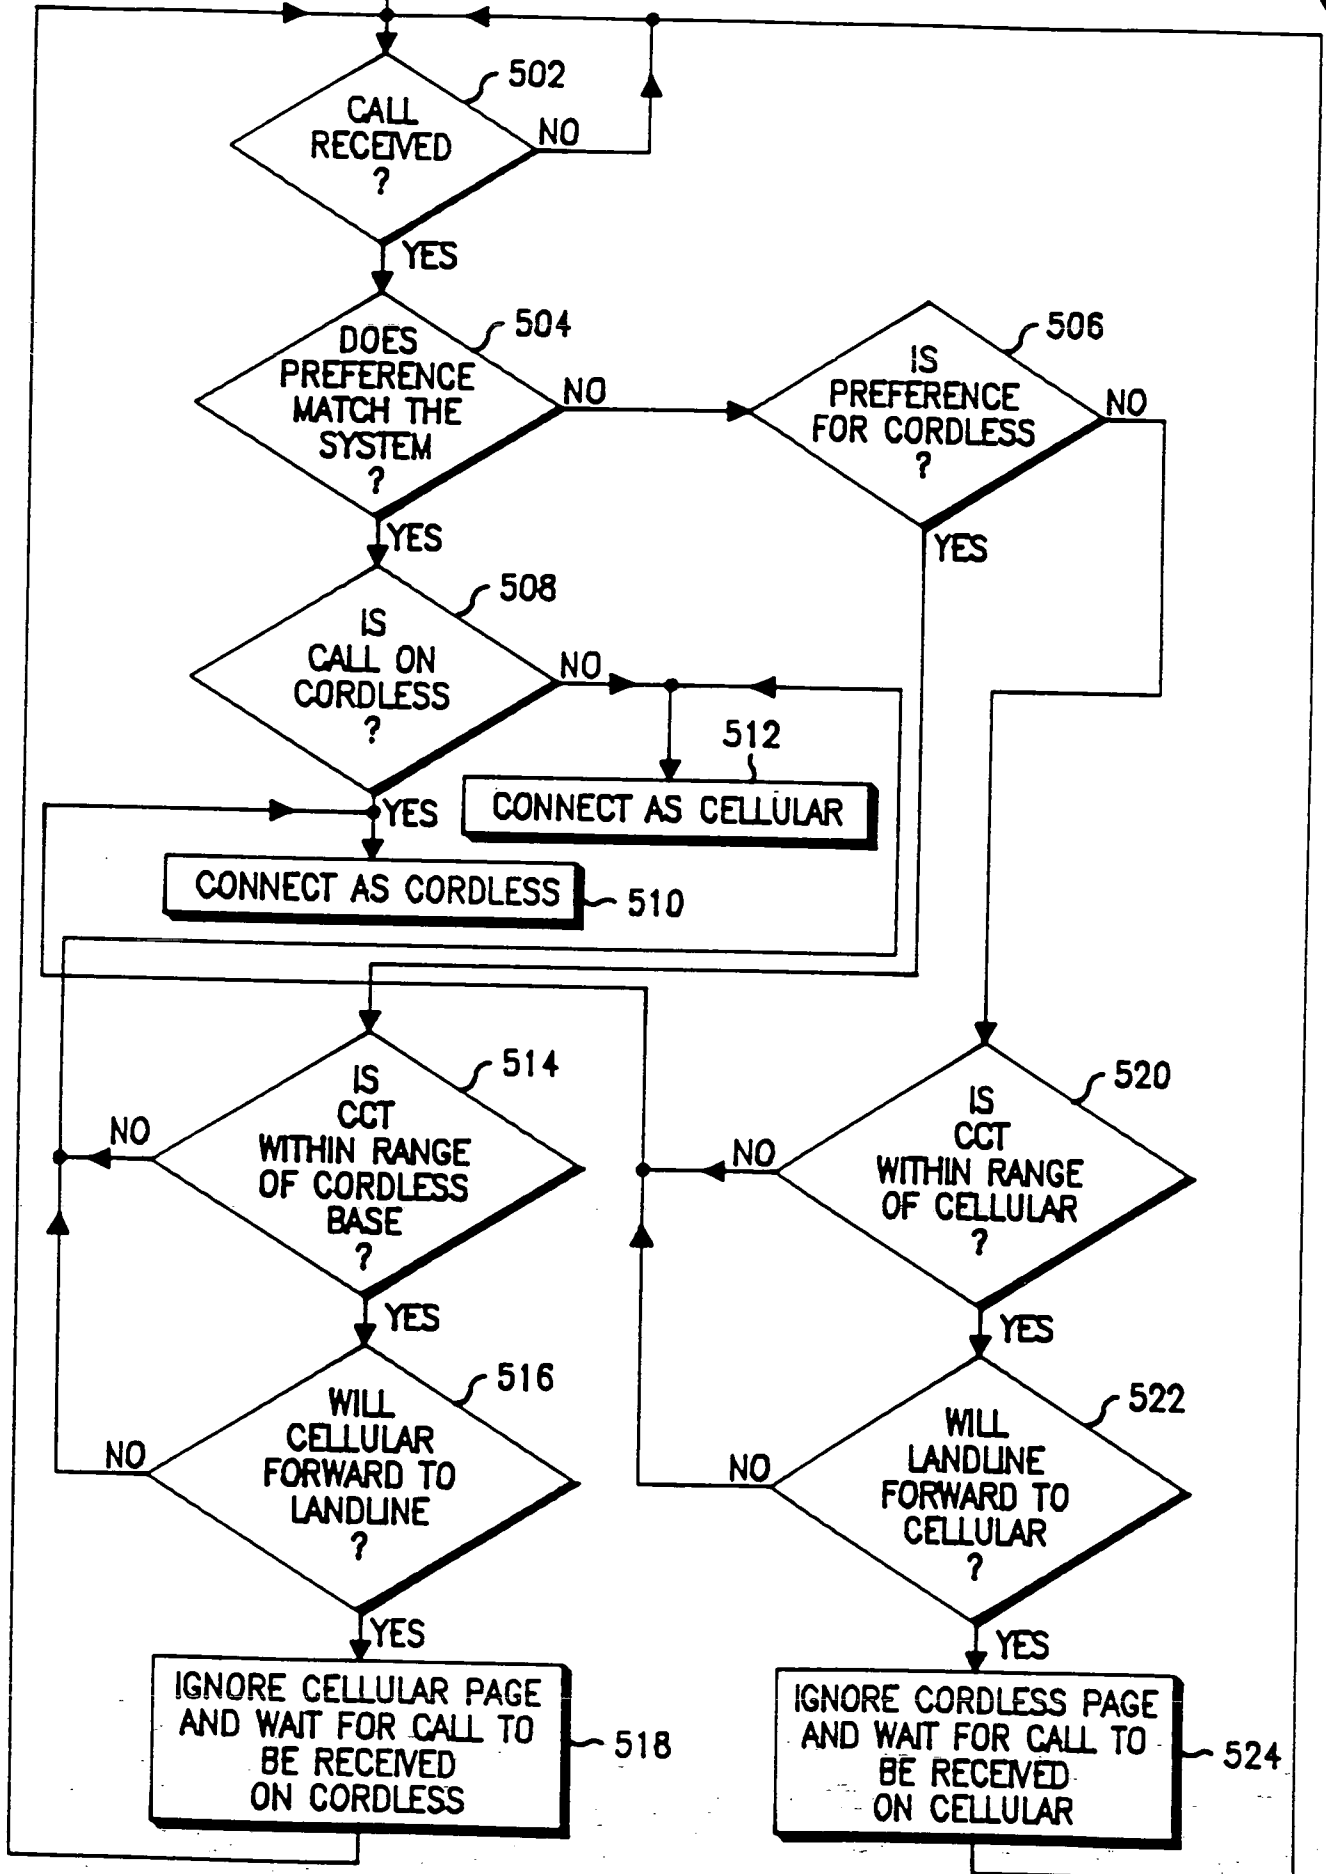 502
CALL
RECEIVED
?
NO
YES
504
DOES
PREFERENCE
MATCH THE
SYSTEM
?
NO
YES
506
IS
PREFERENCE
FOR CORDLESS
?
NO
YES
508
IS
CALL ON
CORDLESS
?
NO
YES
512
CONNECT AS CELLULAR
CONNECT AS CORDLESS
510
514
IS
CCT
WITHIN RANGE
OF CORDLESS
BASE
?
NO
YES
520
IS
CCT
WITHIN RANGE
OF CELLULAR
?
NO
YES
516
WILL
CELLULAR
FORWARD TO
LANDLINE
?
NO
YES
522
WILL
LANDLINE
FORWARD TO
CELLULAR
?
NO
YES
IGNORE CELLULAR PAGE
AND WAIT FOR CALL TO
BE RECEIVED
ON CORDLESS
518
IGNORE CORDLESS PAGE
AND WAIT FOR CALL TO
BE RECEIVED
ON CELLULAR
524